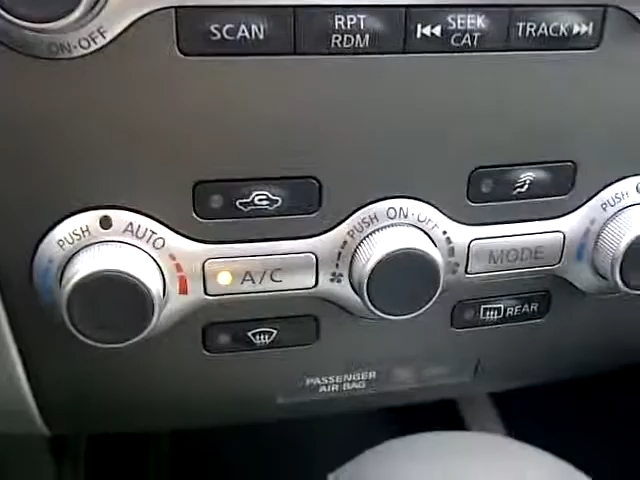 ON·OFF
SCAN
RPT
RDM
SEEK
CAT
TRACK
PUSH AUTO
A/C
PUSH ON·OFF
MODE
PUSH
REAR
PASSENGER
AIR BAG